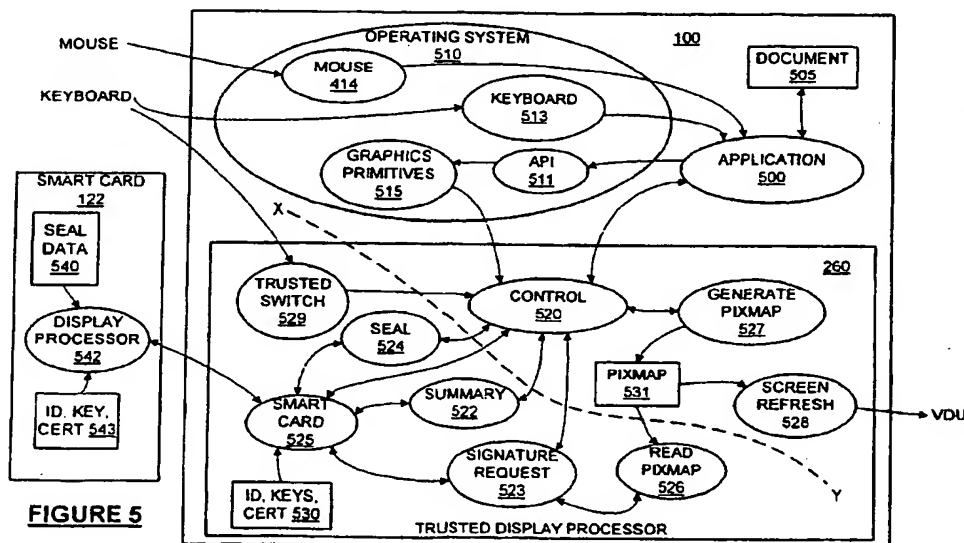 OPERATING SYSTEM
510
100
MOUSE
MOUSE
414
DOCUMENT
505
KEYBOARD
KEYBOARD
513
GRAPHICS
PRIMITIVES
515
API
511
APPLICATION
500
SMART CARD
122
SEAL
DATA
540
DISPLAY
PROCESSOR
542
ID, KEY,
CERT 543
X
260
TRUSTED
SWITCH
529
CONTROL
520
GENERATE
PIXMAP
527
SEAL
524
PIXMAP
531
SCREEN
REFRESH
528
VDU
SUMMARY
522
SMART
CARD
525
SIGNATURE
REQUEST
523
READ
PIXMAP
526
Y
ID, KEYS,
CERT 530
FIGURE 5
TRUSTED DISPLAY PROCESSOR